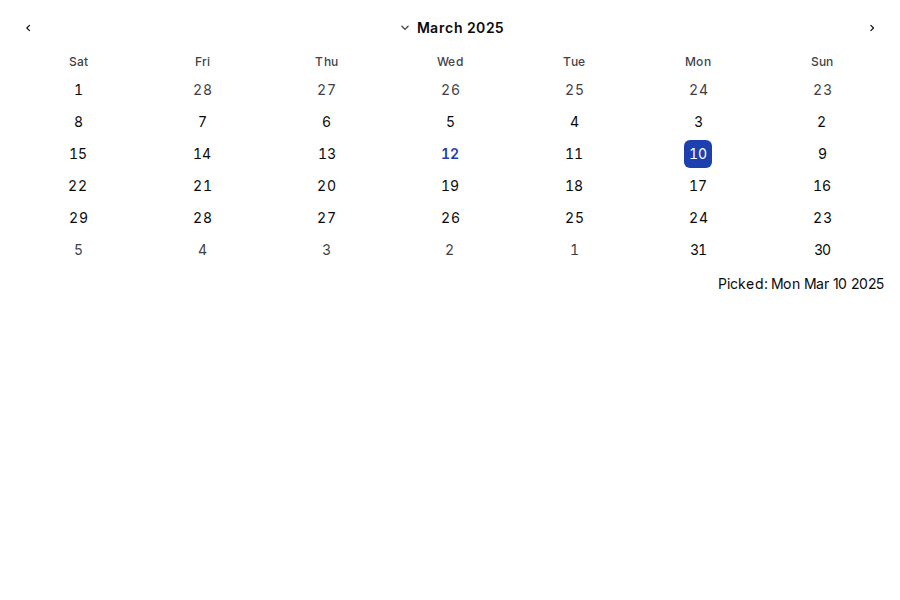 March 2025
Sun Mon Tue Wed Thu Fri Sat
23 24 25 26 27 28 1
2 3 4 5 6 7 8
9 10 11 12 13 14 15
16 17 18 19 20 21 22
23 24 25 26 27 28 29
30 31 1 2 3 4 5
Picked: Mon Mar 10 2025